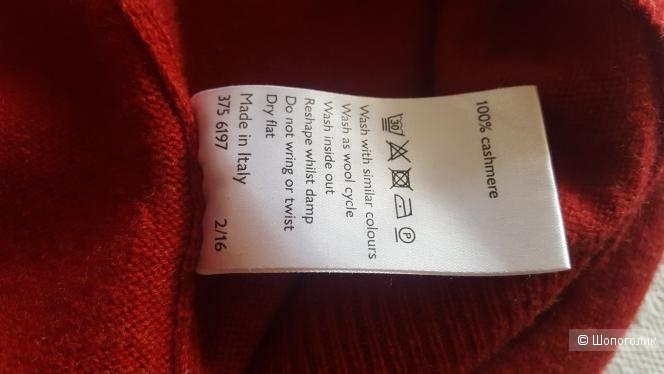 100% cashmere
30
P
Wash with similar colours
Wash as wool cycle
Wash inside out
Reshape whilst damp
Do not wring or twist
Dry flat
Made in Italy
375 6197 2/16
© Шопоголик